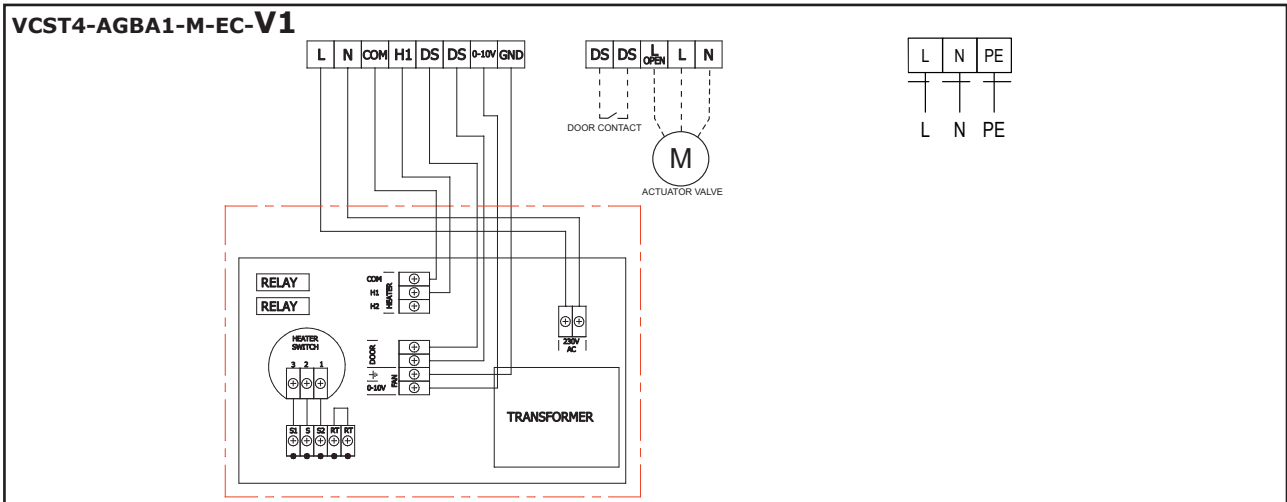 VCST4-AGBA1-M-EC-V1
L N COM H1 DS DS 0-10V GND
DS DS L OPEN L N
L N PE
DOOR CONTACT
L N PE
M
ACTUATOR VALVE
RELAY
RELAY
COM
H1
H2
HEATER
HEATER
SWITCH
3 2 1
S1 S S2 RT RT
DOOR
FAN
0-10V
230V
AC
TRANSFORMER